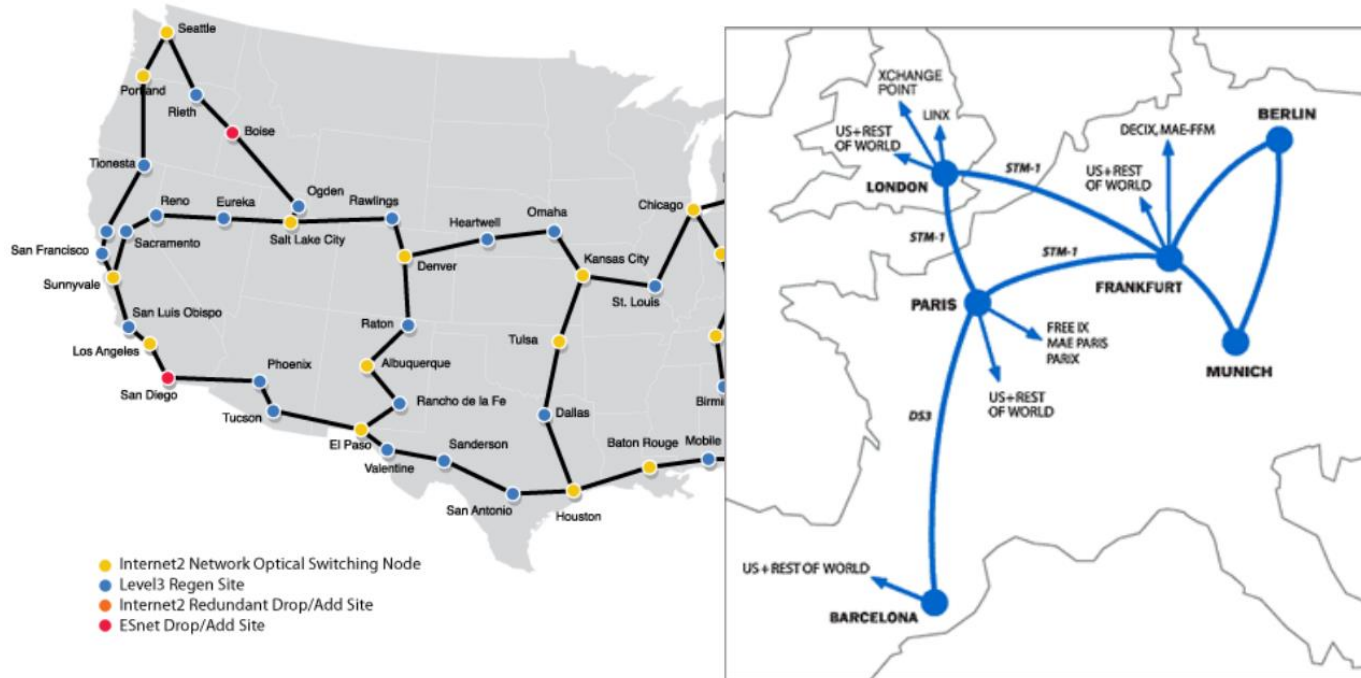 Seattle
Portland
Rieth
Boise
Tionesta
Ogden
Reno
Eureka
Rawlings
Salt Lake City
Sacramento
San Francisco
Sunnyvale
Heartwell
Omaha
Chicago
Denver
Kansas City
St. Louis
San Luis Obispo
Los Angeles
Raton
Tulsa
Albuquerque
Phoenix
San Diego
Rancho de la Fe
Tucson
Dallas
El Paso
Valentine
Sanderson
Baton Rouge
Mobile
San Antonio
Houston
Internet2 Network Optical Switching Node
Level3 Regen Site
Internet2 Redundant Drop/Add Site
ESnet Drop/Add Site
XCHANGE
POINT
LINX
US+REST
OF WORLD
LONDON
STM-1
DECIX, MAE-FFM
BERLIN
US+REST
OF WORLD
STM-1
STM-1
FRANKFURT
PARIS
FREE IX
MAE PARIS
PARIX
MUNICH
US+REST
OF WORLD
DS3
US+REST OF WORLD
BARCELONA